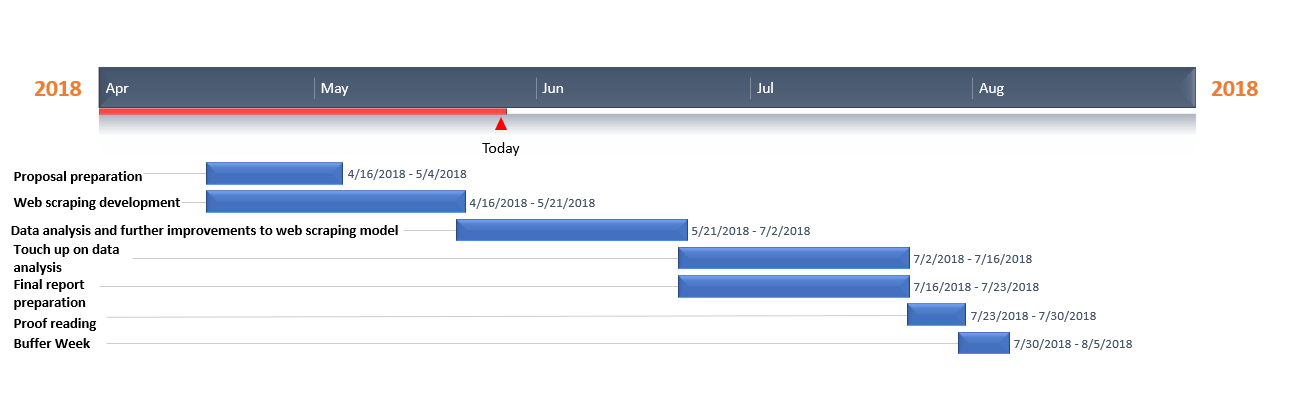 2018 Apr May Jun Jul Aug 2018
Today
Proposal preparation 4/16/2018 - 5/4/2018
Web scraping development 4/16/2018 - 5/21/2018
Data analysis and further improvements to web scraping model 5/21/2018 - 7/2/2018
Touch up on data
analysis 7/2/2018 - 7/16/2018
Final report
preparation 7/16/2018 - 7/23/2018
Proof reading 7/23/2018 - 7/30/2018
Buffer Week 7/30/2018 - 8/5/2018